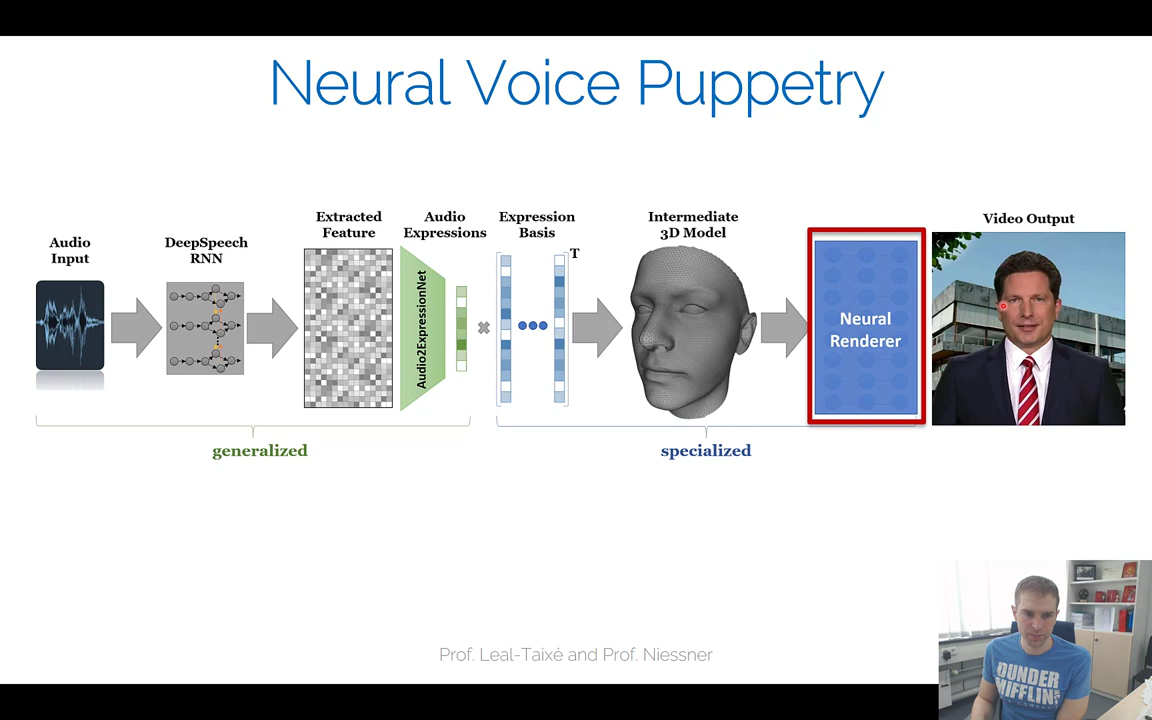 Neural Voice Puppetry
Audio
Input
DeepSpeech
RNN
Extracted
Feature
Audio
Expressions
Expression
Basis
Intermediate
3D Model
Video Output
Audio2ExpressionNet
T
Neural
Renderer
generalized
specialized
Prof. Leal-Taixé and Prof. Niessner
DUNDER
MIFFLIN